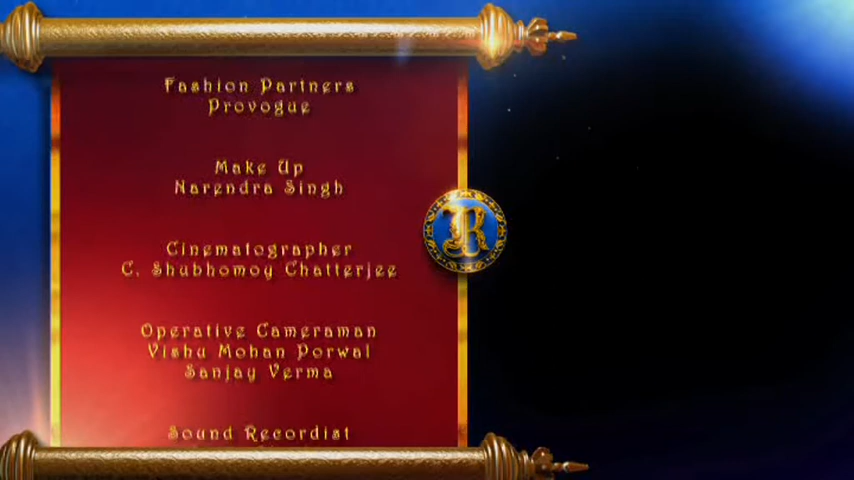 Fashion Partners
Provogue
Make Up
Narendra Singh
Cinematographer
C. Shubhomoy Chatterjee
Operative Cameraman
Vishu Mohan Porwal
Sanjay Verma
Sound Recordist
R